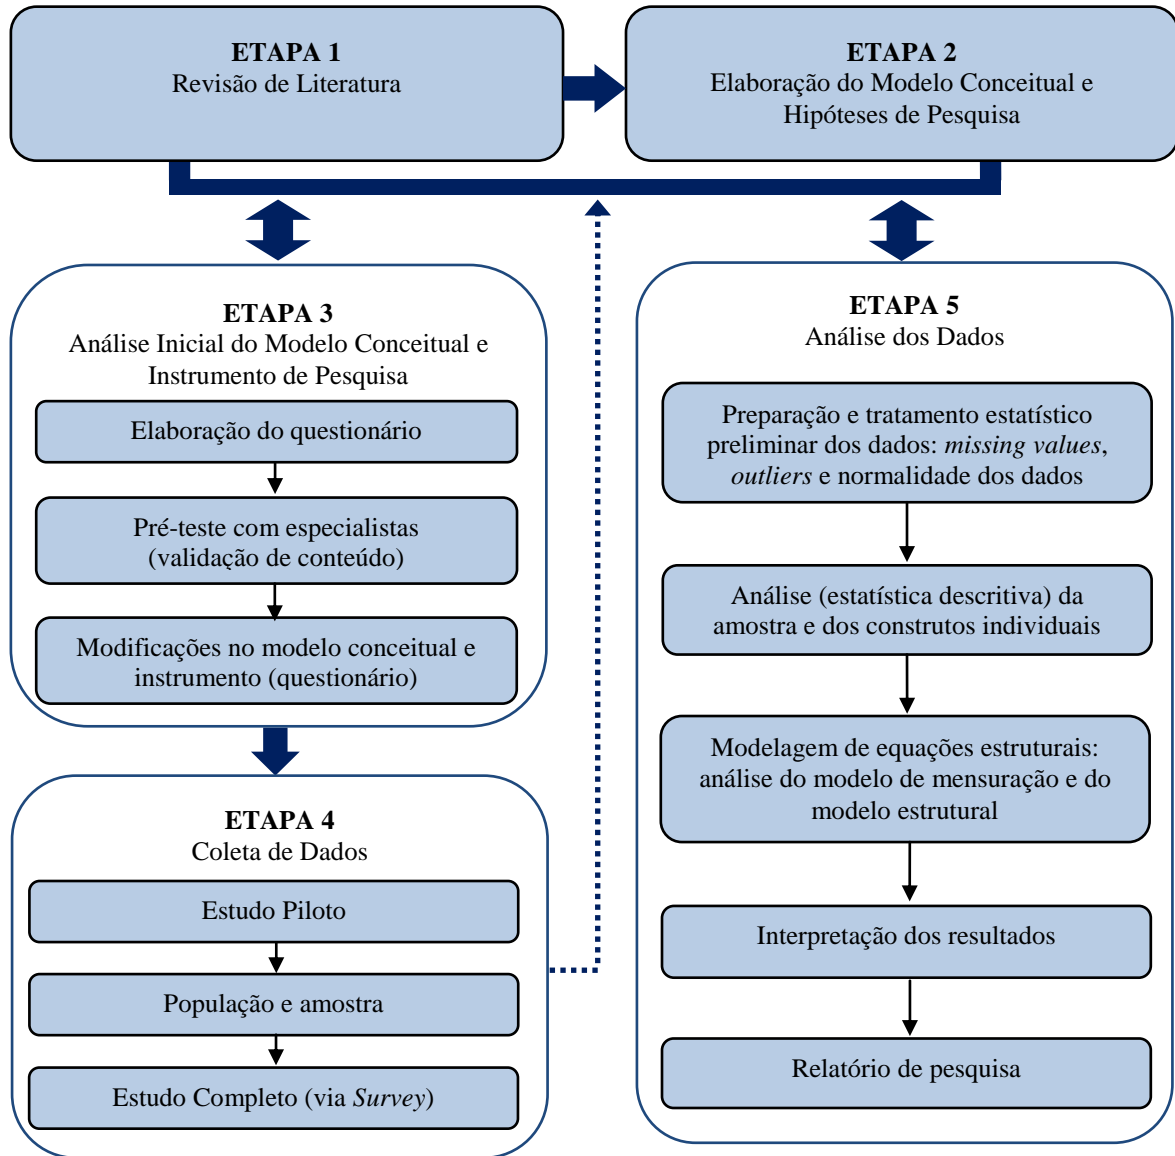 ETAPA 1
Revisão de Literatura
ETAPA 2
Elaboração do Modelo Conceitual e
Hipóteses de Pesquisa
ETAPA 3
Análise Inicial do Modelo Conceitual e
Instrumento de Pesquisa
Elaboração do questionário
Pré-teste com especialistas
(validação de conteúdo)
Modificações no modelo conceitual e
instrumento (questionário)
ETAPA 4
Coleta de Dados
Estudo Piloto
População e amostra
Estudo Completo (via Survey)
ETAPA 5
Análise dos Dados
Preparação e tratamento estatístico
preliminar dos dados: missing values,
outliers e normalidade dos dados
Análise (estatística descritiva) da
amostra e dos construtos individuais
Modelagem de equações estruturais:
análise do modelo de mensuração e do
modelo estrutural
Interpretação dos resultados
Relatório de pesquisa